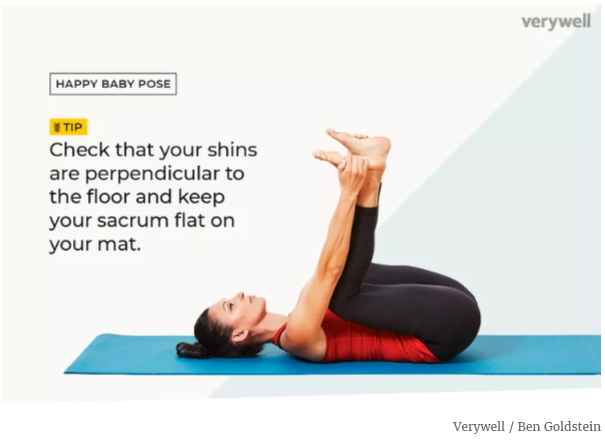 verywell
HAPPY BABY POSE
TIP
Check that your shins
are perpendicular to
the floor and keep
your sacrum flat on
your mat.
Verywell / Ben Goldstein